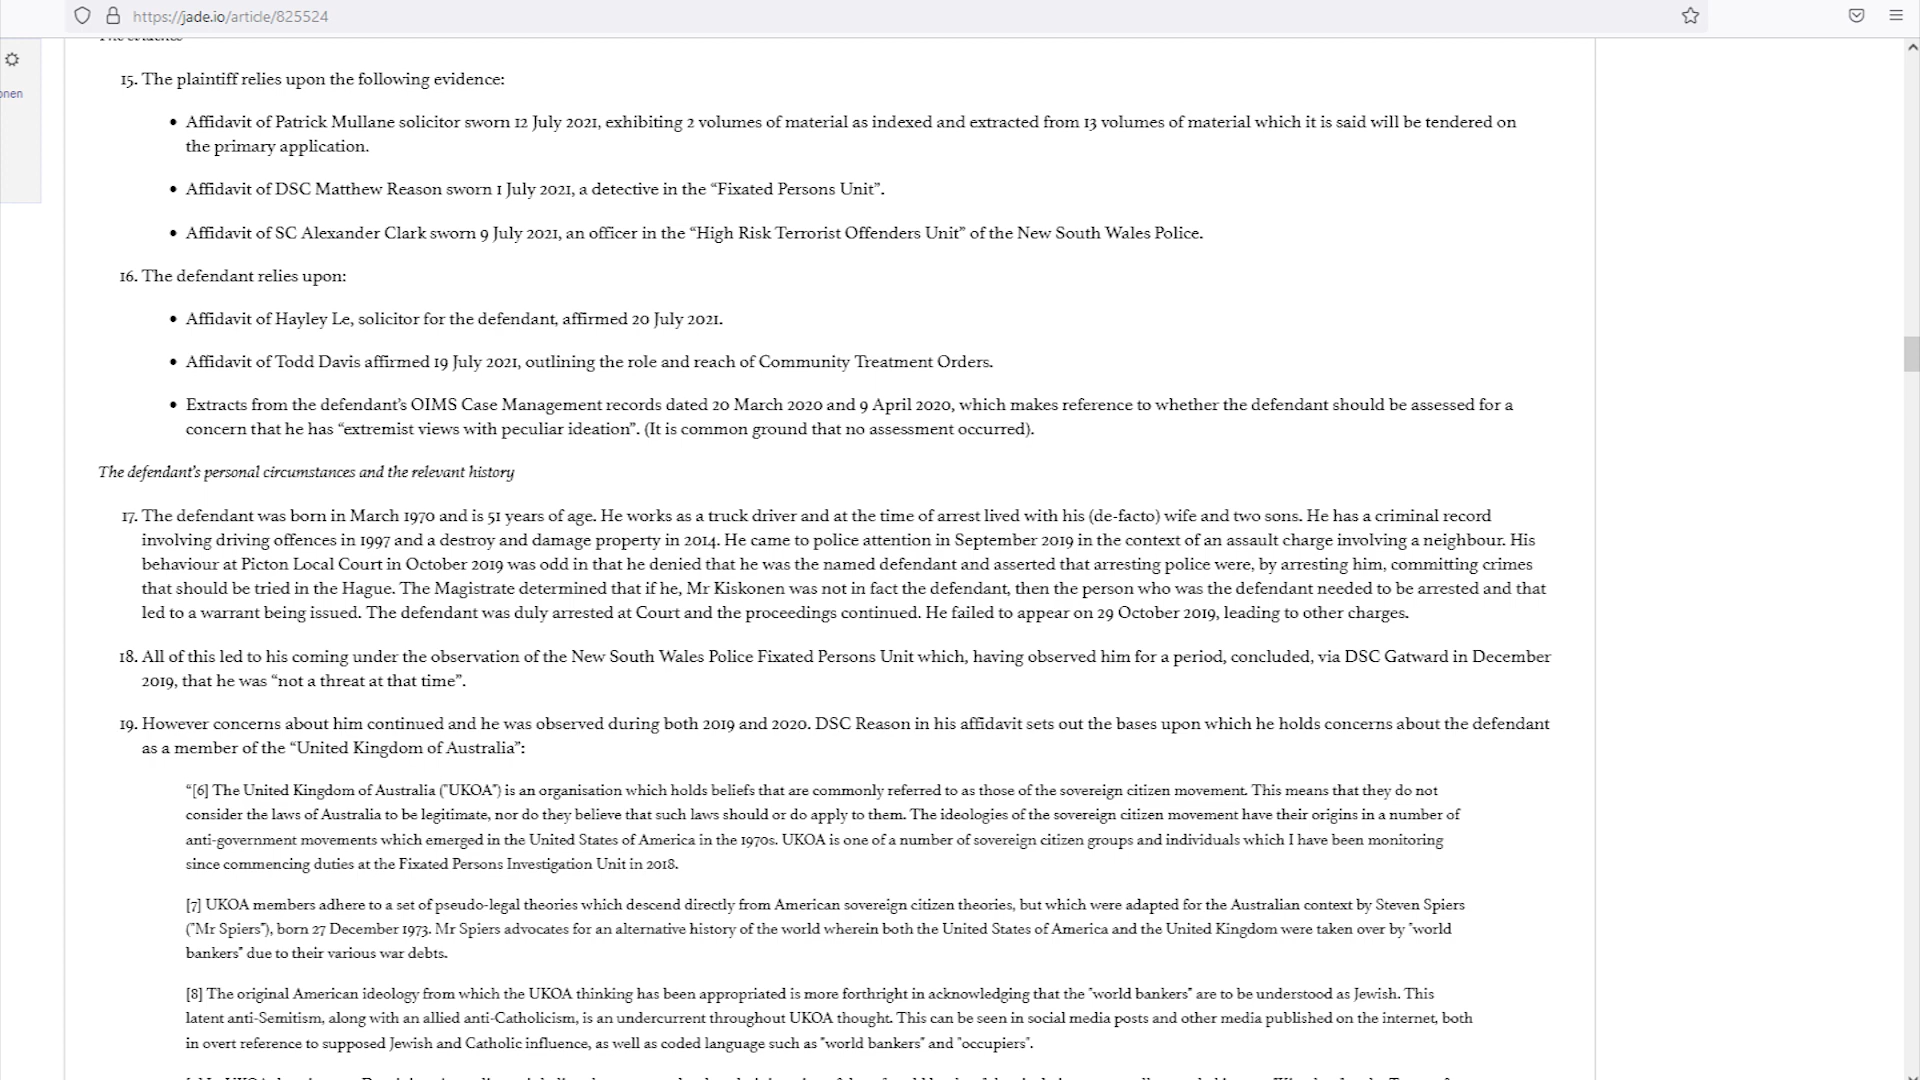 https://jade.io/article/825524
onen
The evidence
15. The plaintiff relies upon the following evidence:
• Affidavit of Patrick Mullane solicitor sworn 12 July 2021, exhibiting 2 volumes of material as indexed and extracted from 13 volumes of material which it is said will be tendered on
the primary application.
• Affidavit of DSC Matthew Reason sworn 1 July 2021, a detective in the “Fixated Persons Unit”.
• Affidavit of SC Alexander Clark sworn 9 July 2021, an officer in the “High Risk Terrorist Offenders Unit” of the New South Wales Police.
16. The defendant relies upon:
• Affidavit of Hayley Le, solicitor for the defendant, affirmed 20 July 2021.
• Affidavit of Todd Davis affirmed 19 July 2021, outlining the role and reach of Community Treatment Orders.
• Extracts from the defendant’s OIMS Case Management records dated 20 March 2020 and 9 April 2020, which makes reference to whether the defendant should be assessed for a
concern that he has “extremist views with peculiar ideation”. (It is common ground that no assessment occurred).
The defendant’s personal circumstances and the relevant history
17. The defendant was born in March 1970 and is 51 years of age. He works as a truck driver and at the time of arrest lived with his (de-facto) wife and two sons. He has a criminal record
involving driving offences in 1997 and a destroy and damage property in 2014. He came to police attention in September 2019 in the context of an assault charge involving a neighbour. His
behaviour at Picton Local Court in October 2019 was odd in that he denied that he was the named defendant and asserted that arresting police were, by arresting him, committing crimes
that should be tried in the Hague. The Magistrate determined that if he, Mr Kiskonen was not in fact the defendant, then the person who was the defendant needed to be arrested and that
led to a warrant being issued. The defendant was duly arrested at Court and the proceedings continued. He failed to appear on 29 October 2019, leading to other charges.
18. All of this led to his coming under the observation of the New South Wales Police Fixated Persons Unit which, having observed him for a period, concluded, via DSC Gatward in December
2019, that he was “not a threat at that time”.
19. However concerns about him continued and he was observed during both 2019 and 2020. DSC Reason in his affidavit sets out the bases upon which he holds concerns about the defendant
as a member of the “United Kingdom of Australia”:
“[6] The United Kingdom of Australia ("UKOA") is an organisation which holds beliefs that are commonly referred to as those of the sovereign citizen movement. This means that they do not
consider the laws of Australia to be legitimate, nor do they believe that such laws should or do apply to them. The ideologies of the sovereign citizen movement have their origins in a number of
anti-government movements which emerged in the United States of America in the 1970s. UKOA is one of a number of sovereign citizen groups and individuals which I have been monitoring
since commencing duties at the Fixated Persons Investigation Unit in 2018.
[7] UKOA members adhere to a set of pseudo-legal theories which descend directly from American sovereign citizen theories, but which were adapted for the Australian context by Steven Spiers
("Mr Spiers"), born 27 December 1973. Mr Spiers advocates for an alternative history of the world wherein both the United States of America and the United Kingdom were taken over by "world
bankers" due to their various war debts.
[8] The original American ideology from which the UKOA thinking has been appropriated is more forthright in acknowledging that the "world bankers" are to be understood as Jewish. This
latent anti-Semitism, along with an allied anti-Catholicism, is an undercurrent throughout UKOA thought. This can be seen in social media posts and other media published on the internet, both
in overt reference to supposed Jewish and Catholic influence, as well as coded language such as "world bankers" and "occupiers".